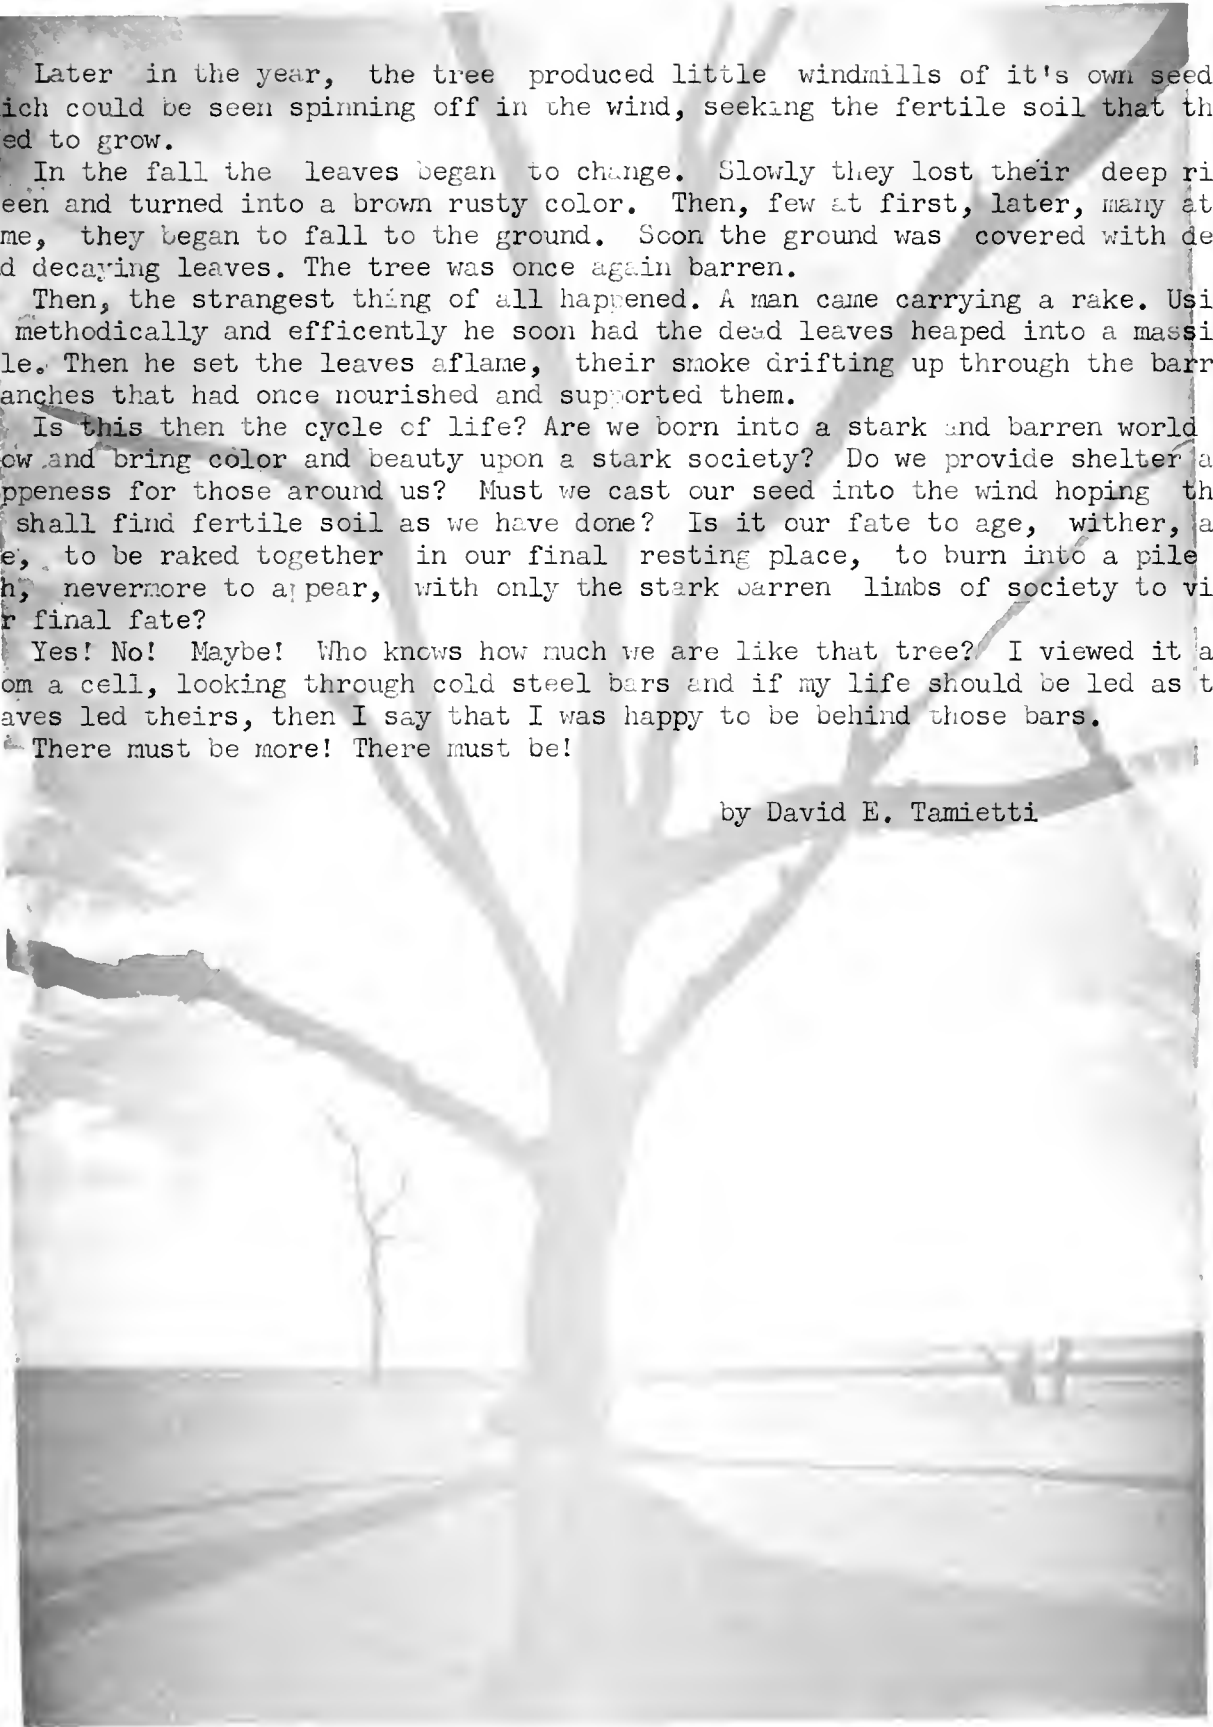 Later in the year, the tree produced little windmills of it's own seed
ich could be seen spinning off in the wind, seeking the fertile soil that th
ed to grow.
In the fall the leaves began to change. Slowly they lost their deep ri
een and turned into a brown rusty color. Then, few at first, later, many at
me, they began to fall to the ground. Soon the ground was covered with de
d decaying leaves. The tree was once again barren.
Then, the strangest thing of all happened. A man came carrying a rake. Usi
methodically and efficently he soon had the dead leaves heaped into a massi
le. Then he set the leaves aflame, their smoke drifting up through the barr
anches that had once nourished and supported them.
Is this then the cycle of life? Are we born into a stark and barren world
ow and bring color and beauty upon a stark society? Do we provide shelter a
ppeness for those around us? Must we cast our seed into the wind hoping th
shall find fertile soil as we have done? Is it our fate to age, wither, a
e, to be raked together in our final resting place, to burn into a pile
h, nevermore to appear, with only the stark barren limbs of society to vi
r final fate?
Yes! No! Maybe! Who knows how much we are like that tree? I viewed it a
om a cell, looking through cold steel bars and if my life should be led as t
aves led theirs, then I say that I was happy to be behind those bars.
There must be more! There must be!
by David E. Tamietti